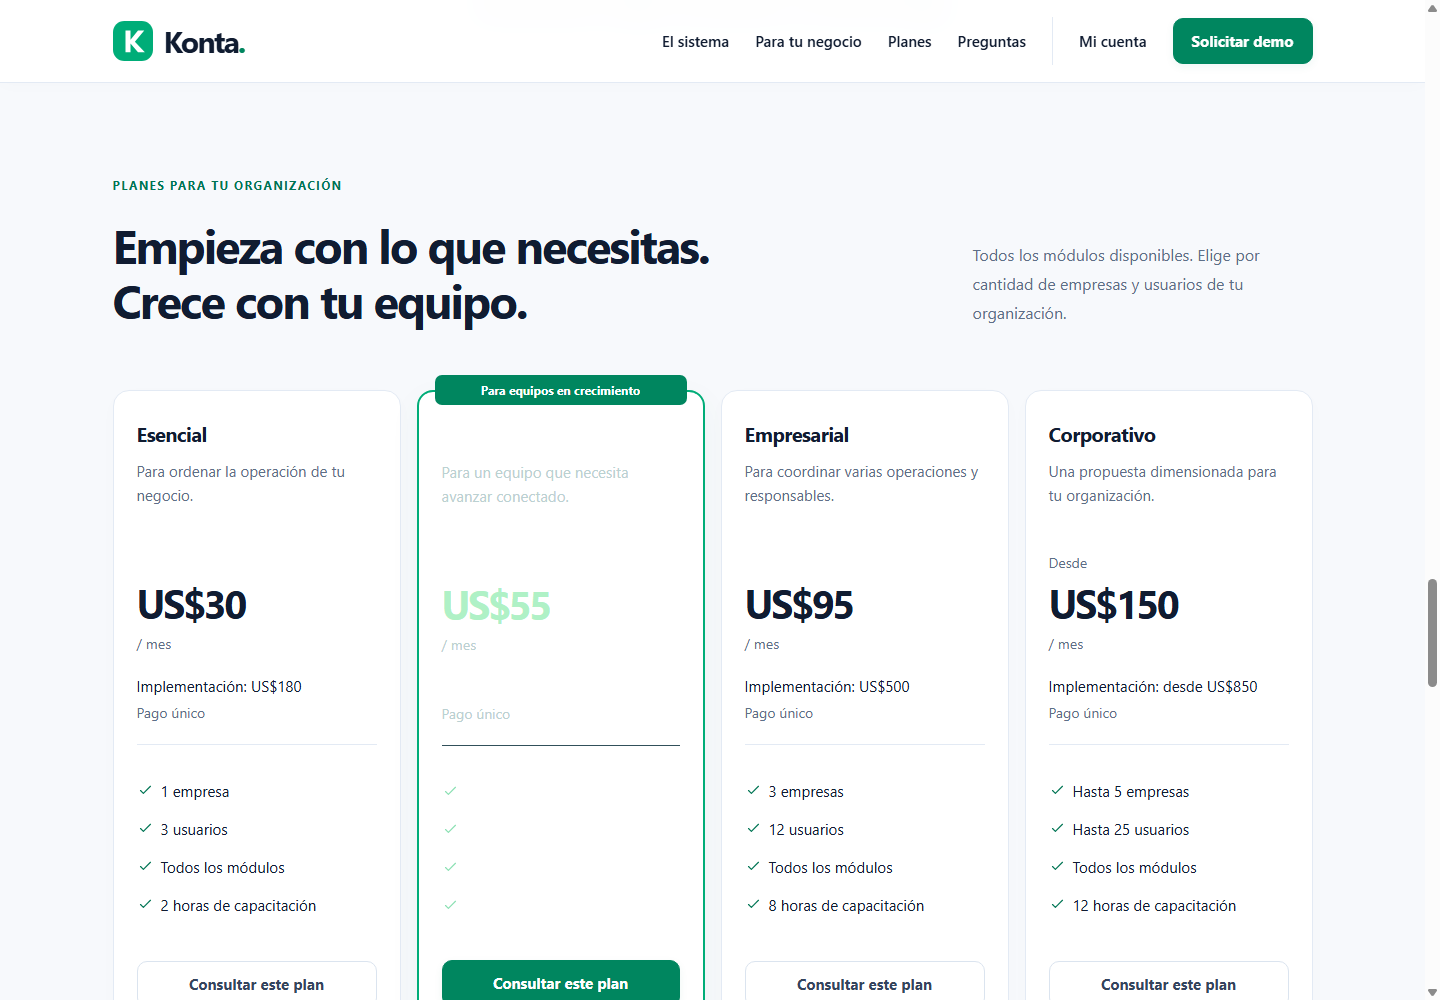 K Konta.
El sistema
Para tu negocio
Planes
Preguntas
Mi cuenta
Solicitar demo
PLANES PARA TU ORGANIZACIÓN
Empieza con lo que necesitas.
Crece con tu equipo.
Todos los módulos disponibles. Elige por
cantidad de empresas y usuarios de tu
organización.
Esencial
Para ordenar la operación de tu
negocio.
US$30
/ mes
Implementación: US$180
Pago único
1 empresa
3 usuarios
Todos los módulos
2 horas de capacitación
Consultar este plan
Para equipos en crecimiento
Para un equipo que necesita
avanzar conectado.
US$55
/ mes
Pago único
Consultar este plan
Empresarial
Para coordinar varias operaciones y
responsables.
US$95
/ mes
Implementación: US$500
Pago único
3 empresas
12 usuarios
Todos los módulos
8 horas de capacitación
Consultar este plan
Corporativo
Una propuesta dimensionada para
tu organización.
Desde
US$150
/ mes
Implementación: desde US$850
Pago único
Hasta 5 empresas
Hasta 25 usuarios
Todos los módulos
12 horas de capacitación
Consultar este plan